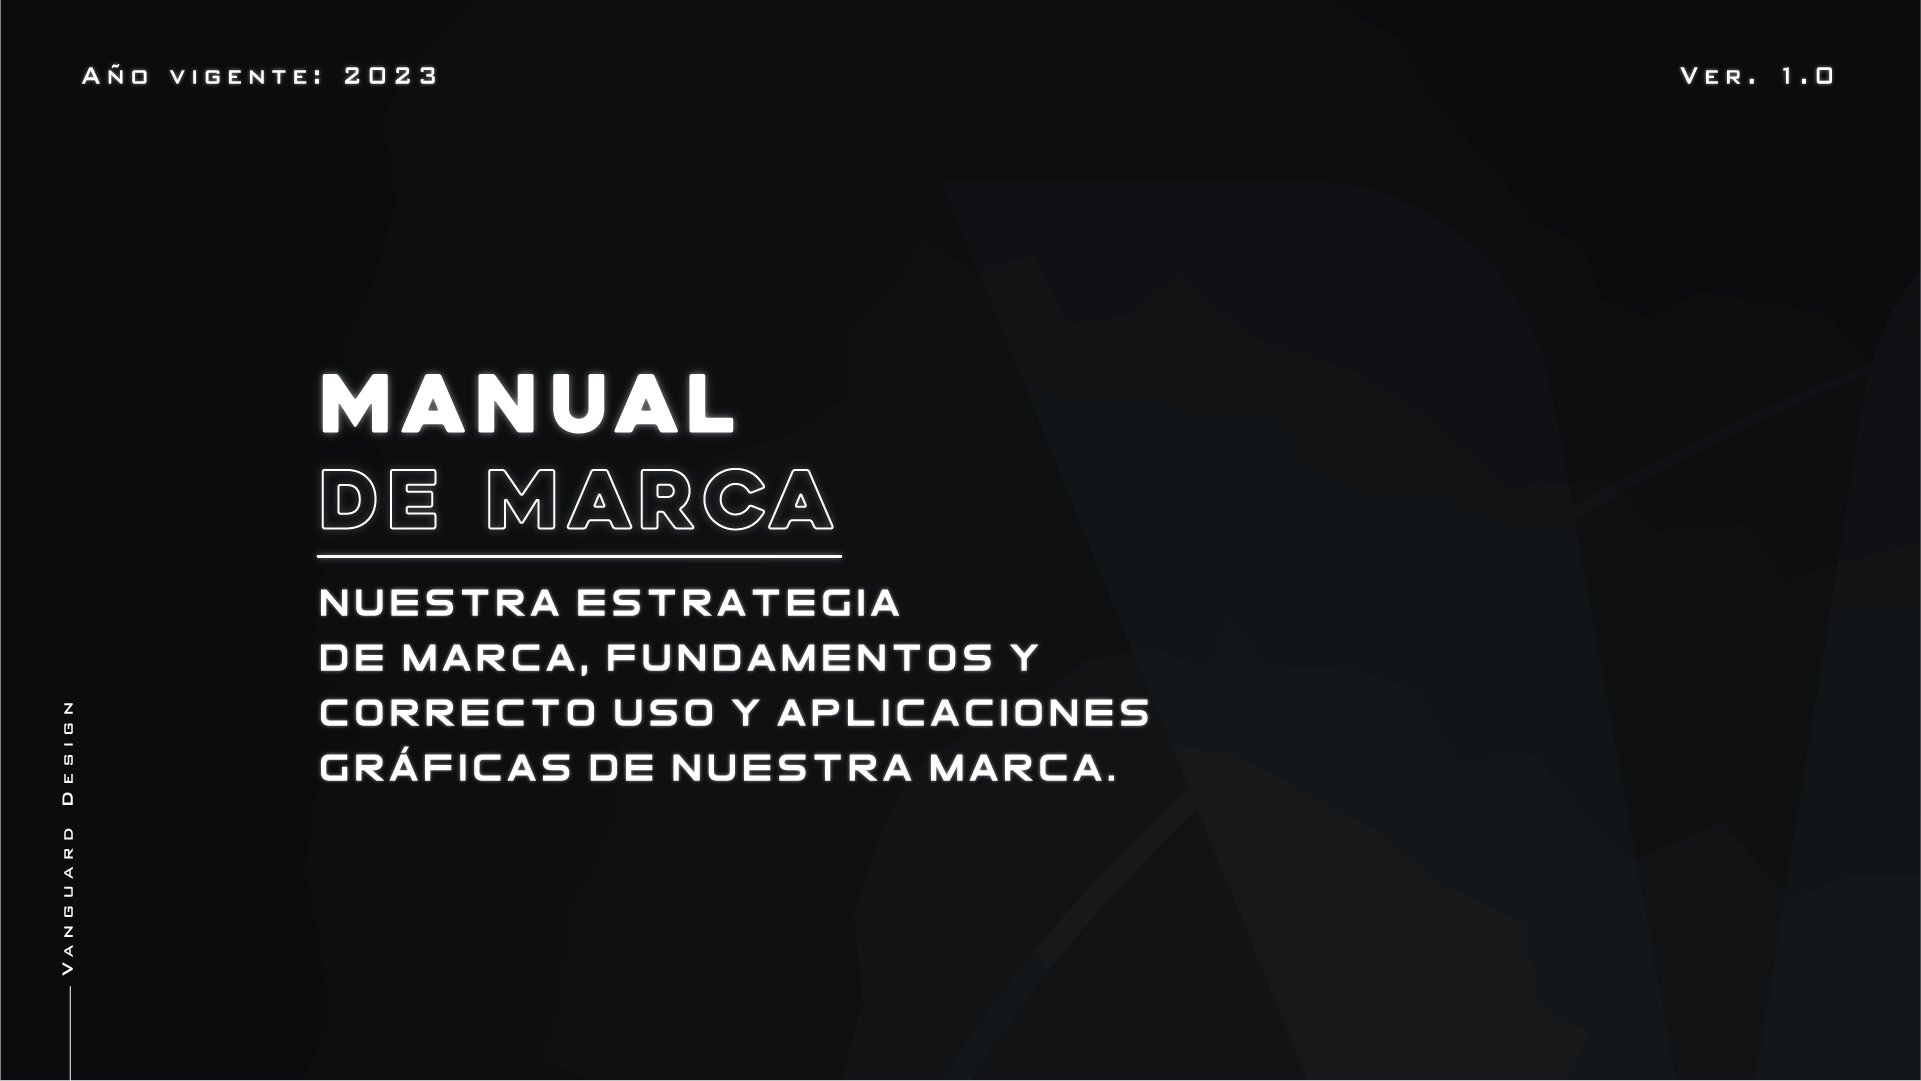 Año vigente: 2023
Ver. 1.0
MANUAL
DE MARCA
NUESTRA ESTRATEGIA
DE MARCA, FUNDAMENTOS Y
CORRECTO USO Y APLICACIONES
GRÁFICAS DE NUESTRA MARCA.
Vanguard Design